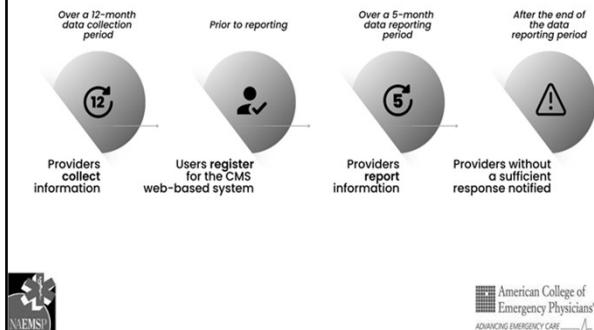 Over a 12-month
data collection
period
12
Providers
collect
information
Prior to reporting
Users register
for the CMS
web-based system
Over a 5-month
data reporting
period
5
Providers
report
information
After the end of
the data
reporting period
Providers without
a sufficient
response notified
NAEMSP
American College of
Emergency Physicians®
ADVANCING EMERGENCY CARE